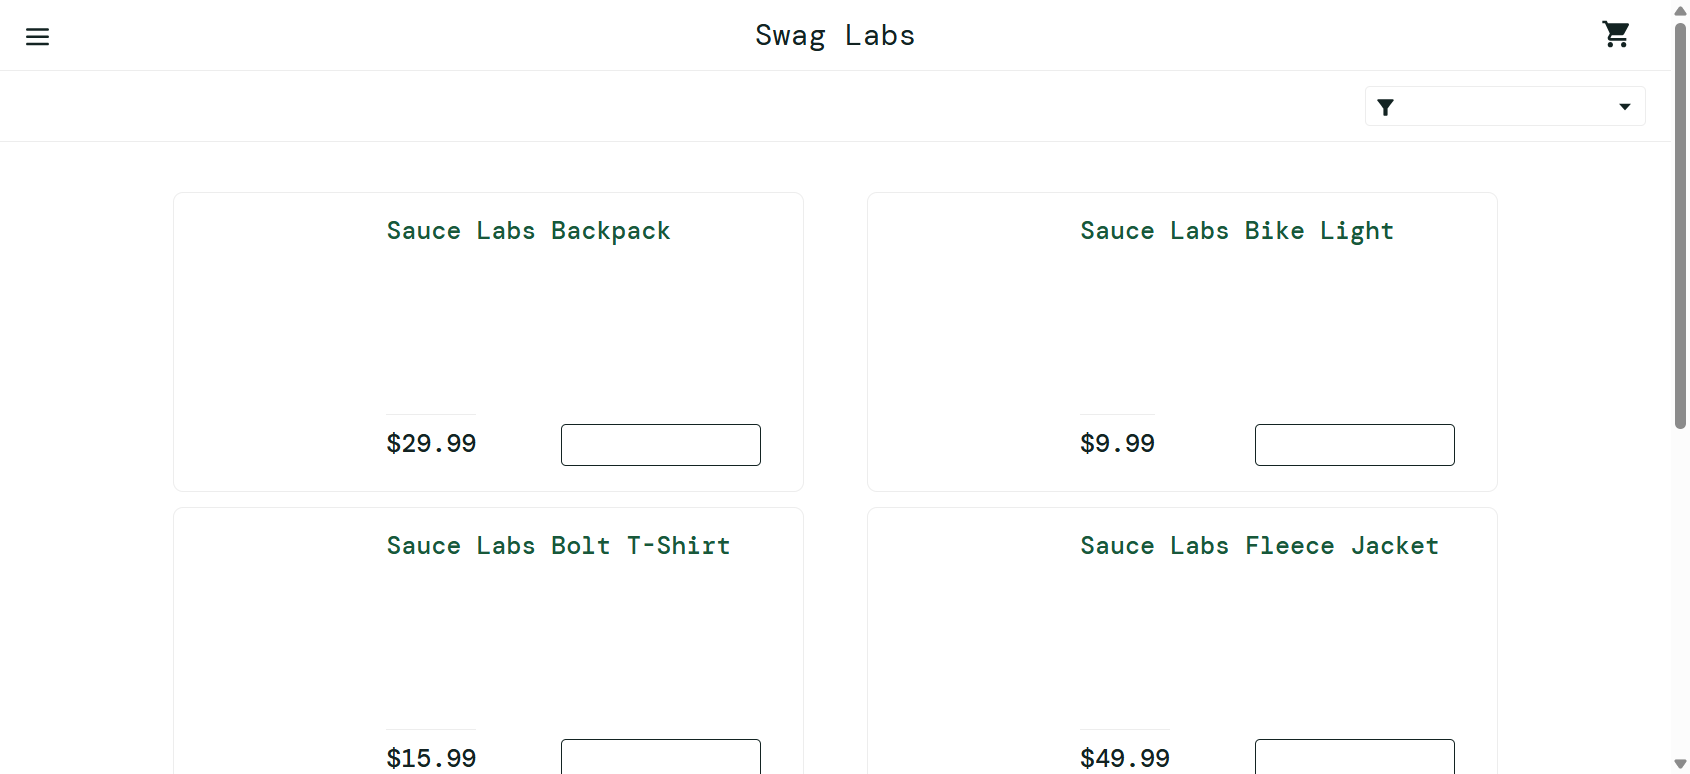 Swag Labs
Sauce Labs Backpack
$29.99
Sauce Labs Bike Light
$9.99
Sauce Labs Bolt T-Shirt
$15.99
Sauce Labs Fleece Jacket
$49.99